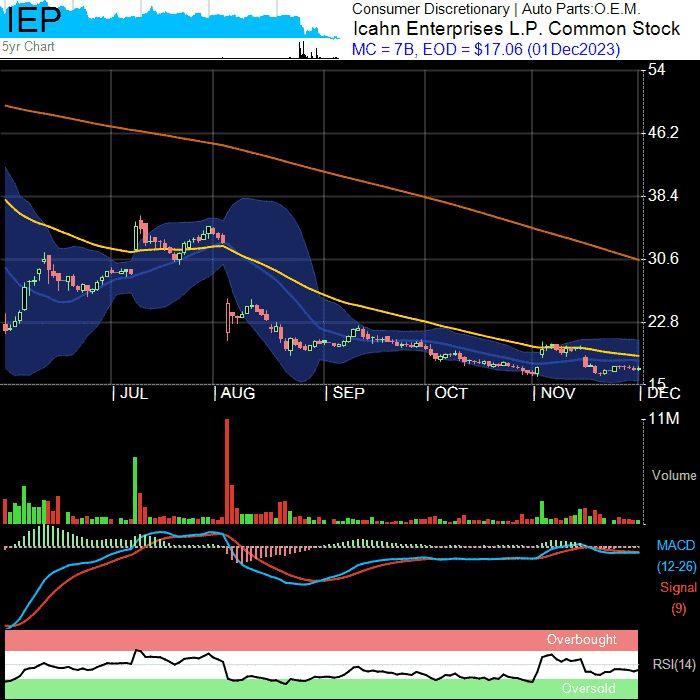 IEP
5yr Chart
Consumer Discretionary | Auto Parts:O.E.M.
Icahn Enterprises L.P. Common Stock
MC = 7B, EOD = $17.06 (01Dec2023)
54
46.2
38.4
30.6
22.8
15
JUL AUG SEP OCT NOV DEC
11M
Volume
MACD
(12-26)
Signal
(9)
Overbought
RSI(14)
Oversold